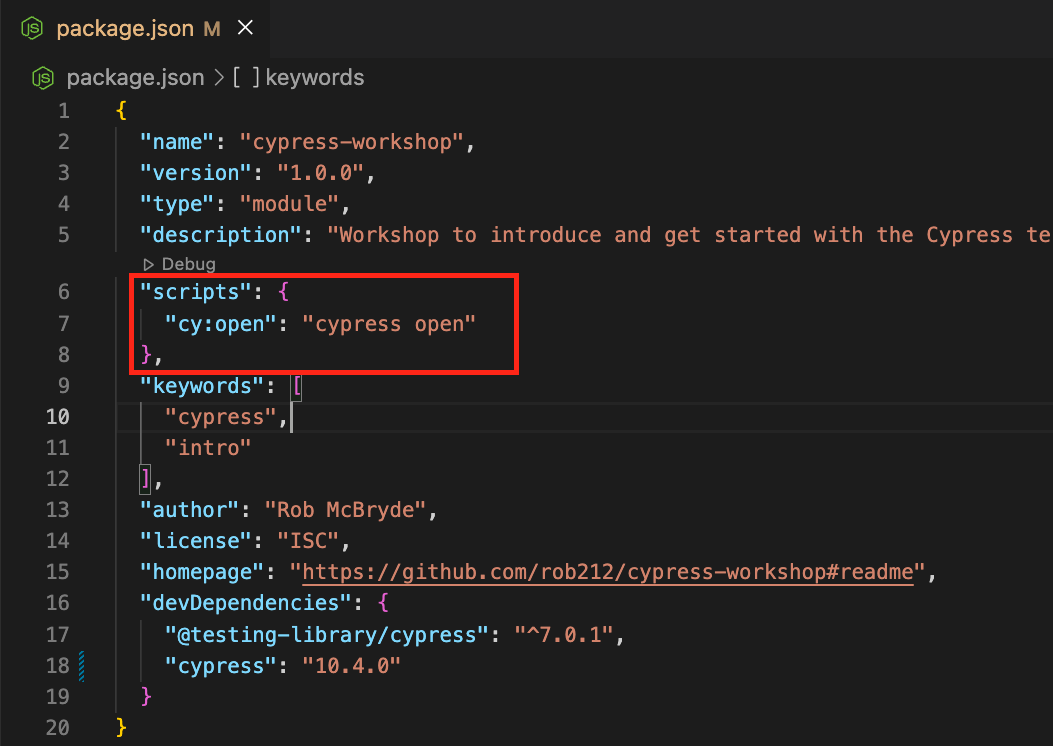 JS package.json M ×
JS package.json > [ ] keywords
1 {
2 "name": "cypress-workshop",
3 "version": "1.0.0",
4 "type": "module",
5 "description": "Workshop to introduce and get started with the Cypress te
Debug
6 "scripts": {
7 "cy:open": "cypress open"
8 },
9 "keywords": [
10 "cypress",
11 "intro"
12 ],
13 "author": "Rob McBryde",
14 "license": "ISC",
15 "homepage": "https://github.com/rob212/cypress-workshop#readme",
16 "devDependencies": {
17 "@testing-library/cypress": "^7.0.1",
18 "cypress": "10.4.0"
19 }
20 }